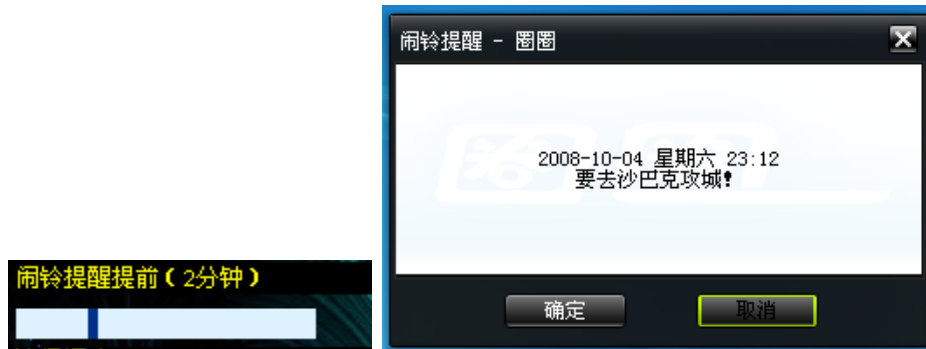 闹铃提醒 - 圈圈
2008-10-04 星期六 23:12
要去沙巴克攻城!
闹铃提醒提前(2分钟)
确定
取消